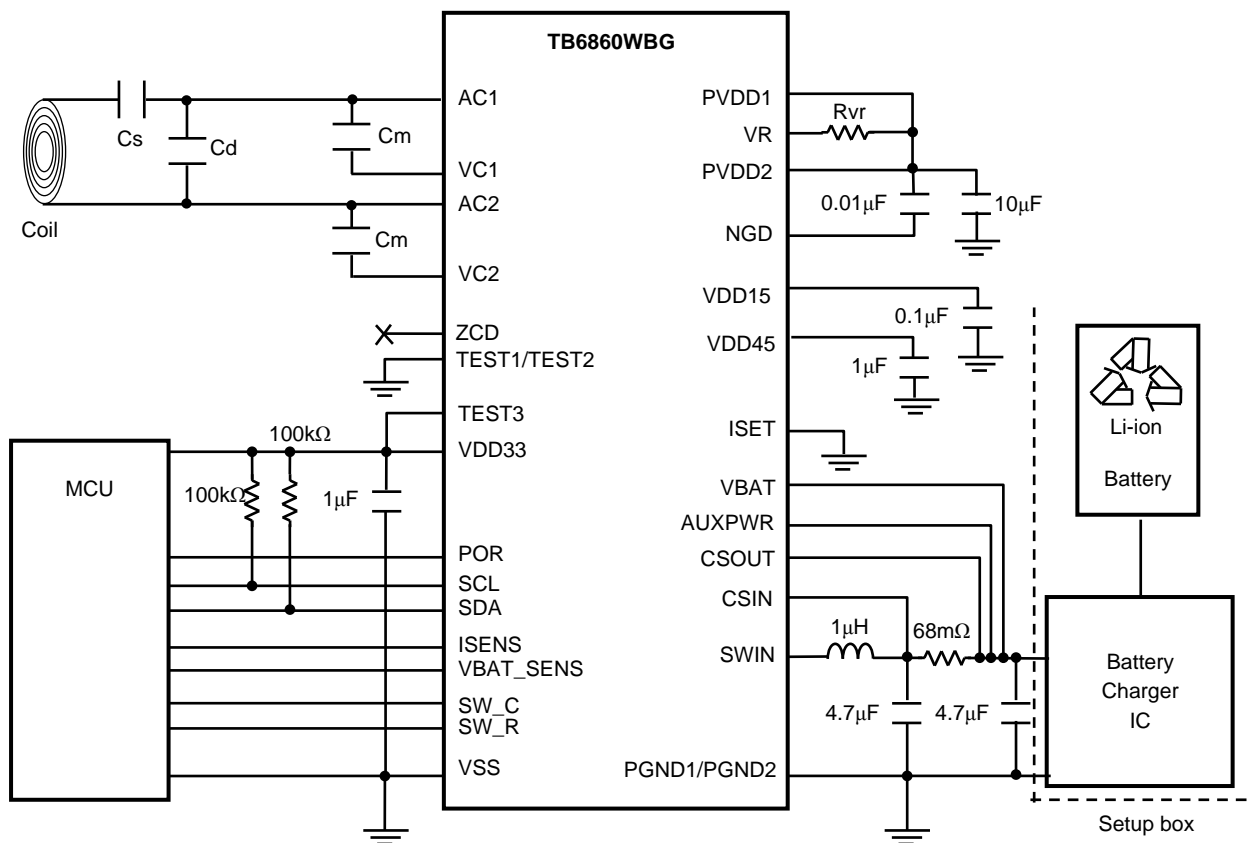 TB6860WBG
AC1
Cs
Cd
Cm
VC1
AC2
Coil
Cm
VC2
ZCD
TEST1/TEST2
TEST3
100kΩ
VDD33
MCU
100kΩ
1μF
POR
SCL
SDA
ISENS
VBAT_SENS
SW_C
SW_R
VSS
PVDD1
Rvr
VR
PVDD2
0.01μF
10μF
NGD
VDD15
0.1μF
VDD45
1μF
ISET
VBAT
AUXPWR
CSOUT
CSIN
1μH
68mΩ
SWIN
4.7μF
4.7μF
PGND1/PGND2
Li-ion
Battery
Battery
Charger
IC
Setup box